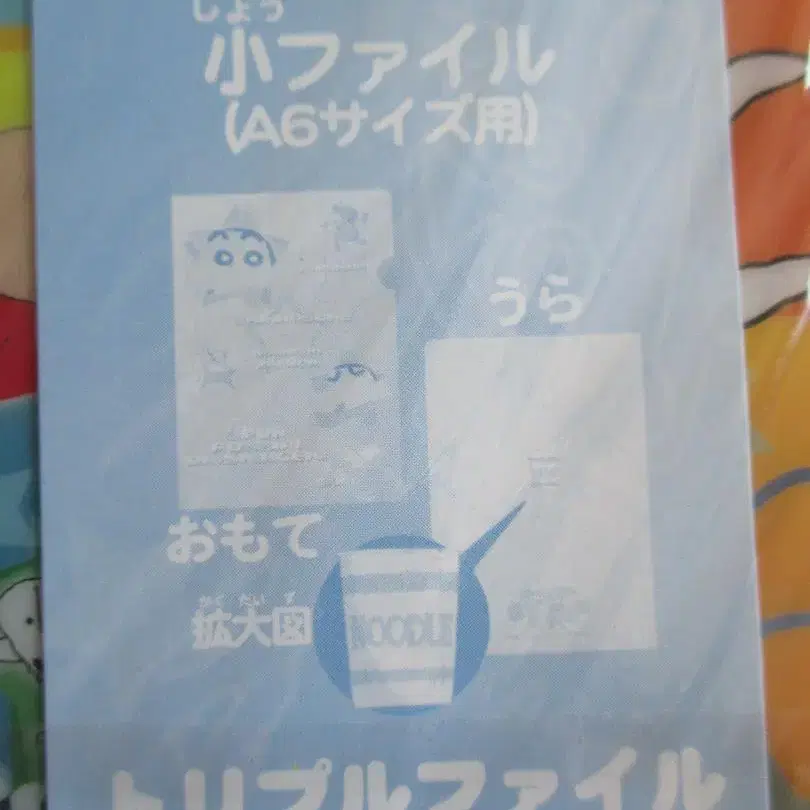 しょう
小ファイル
(A6サイズ用)
うら
おもて
かく だい ず
拡大図
NOODLE
トリプルファイル